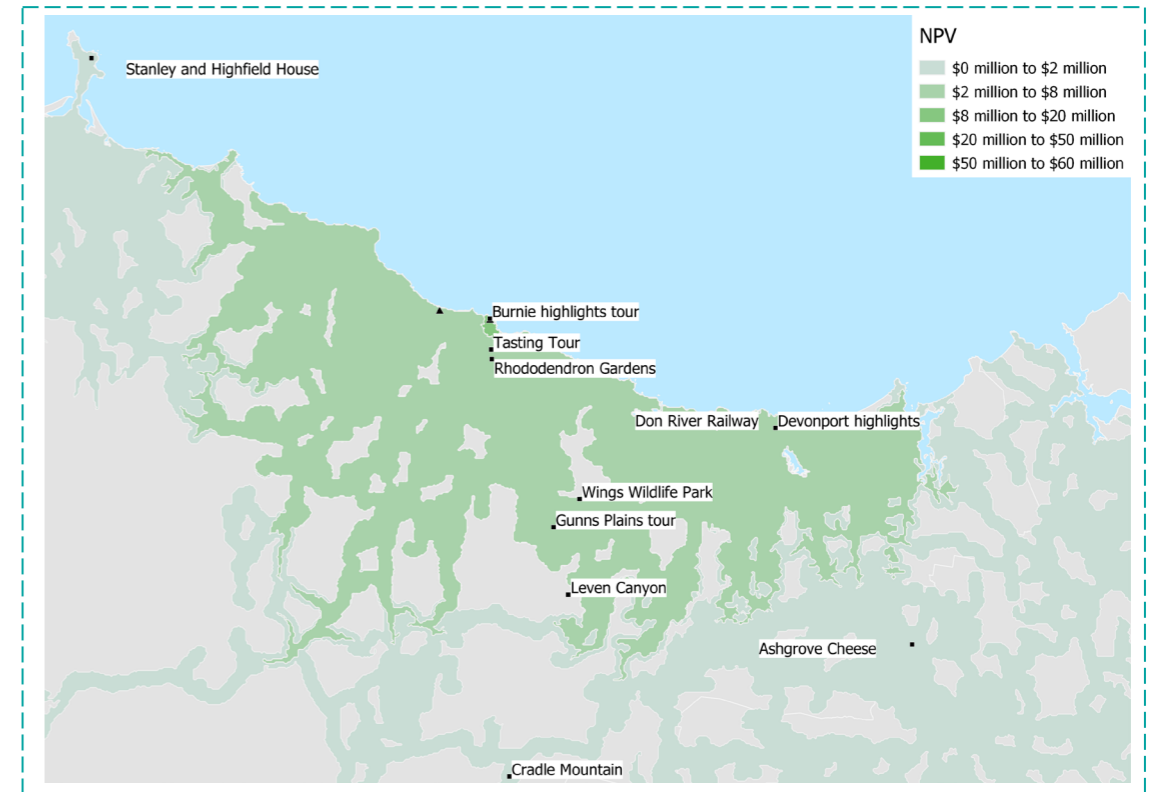 NPV
$0 million to $2 million
$2 million to $8 million
$8 million to $20 million
$20 million to $50 million
$50 million to $60 million
Stanley and Highfield House
Burnie highlights tour
Tasting Tour
Rhododendron Gardens
Don River Railway
Devonport highlights
Wings Wildlife Park
Gunns Plains tour
Leven Canyon
Ashgrove Cheese
Cradle Mountain